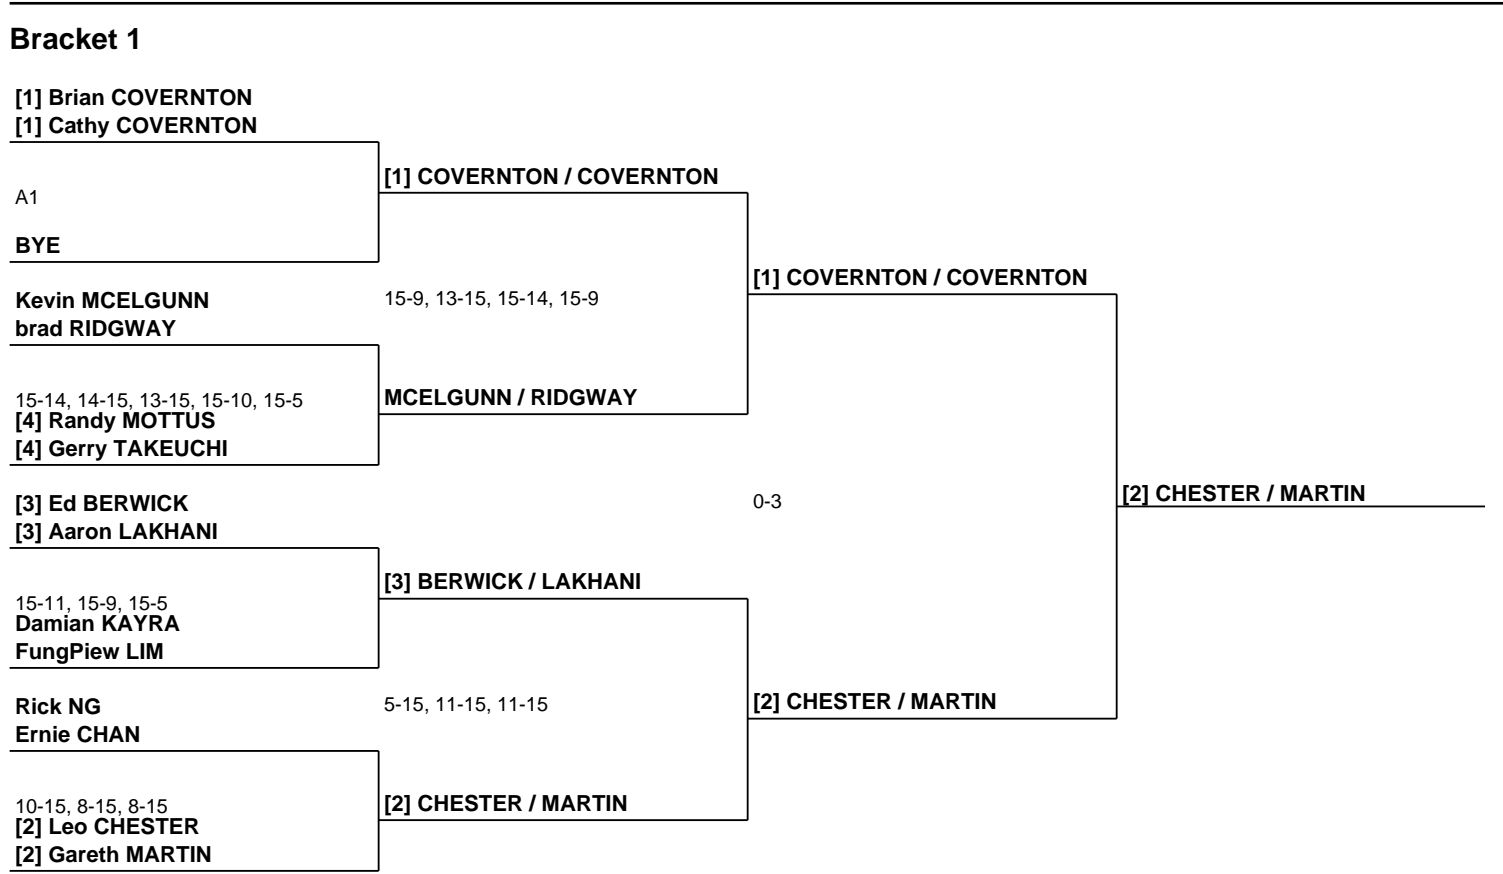 Bracket 1
[1] Brian COVERNTON
[1] Cathy COVERNTON
A1
BYE
Kevin MCELGUNN
brad RIDGWAY
15-14, 14-15, 13-15, 15-10, 15-5
[4] Randy MOTTUS
[4] Gerry TAKEUCHI
[3] Ed BERWICK
[3] Aaron LAKHANI
15-11, 15-9, 15-5
Damian KAYRA
FungPiew LIM
Rick NG
Ernie CHAN
10-15, 8-15, 8-15
[2] Leo CHESTER
[2] Gareth MARTIN
[1] COVERNTON / COVERNTON
15-9, 13-15, 15-14, 15-9
MCELGUNN / RIDGWAY
[3] BERWICK / LAKHANI
5-15, 11-15, 11-15
[2] CHESTER / MARTIN
[1] COVERNTON / COVERNTON
0-3
[2] CHESTER / MARTIN
[2] CHESTER / MARTIN